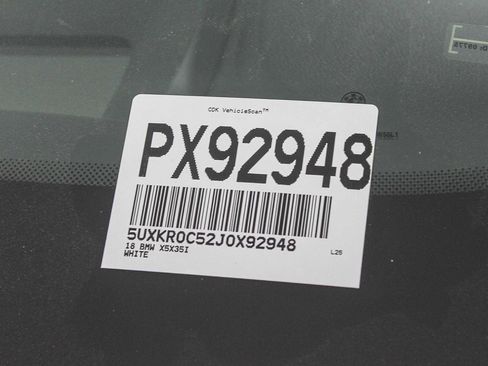 CDK VehicleScan™
PX92948
5UXKR0C52J0X92948
18 BMW X5X35I
L25
WHITE